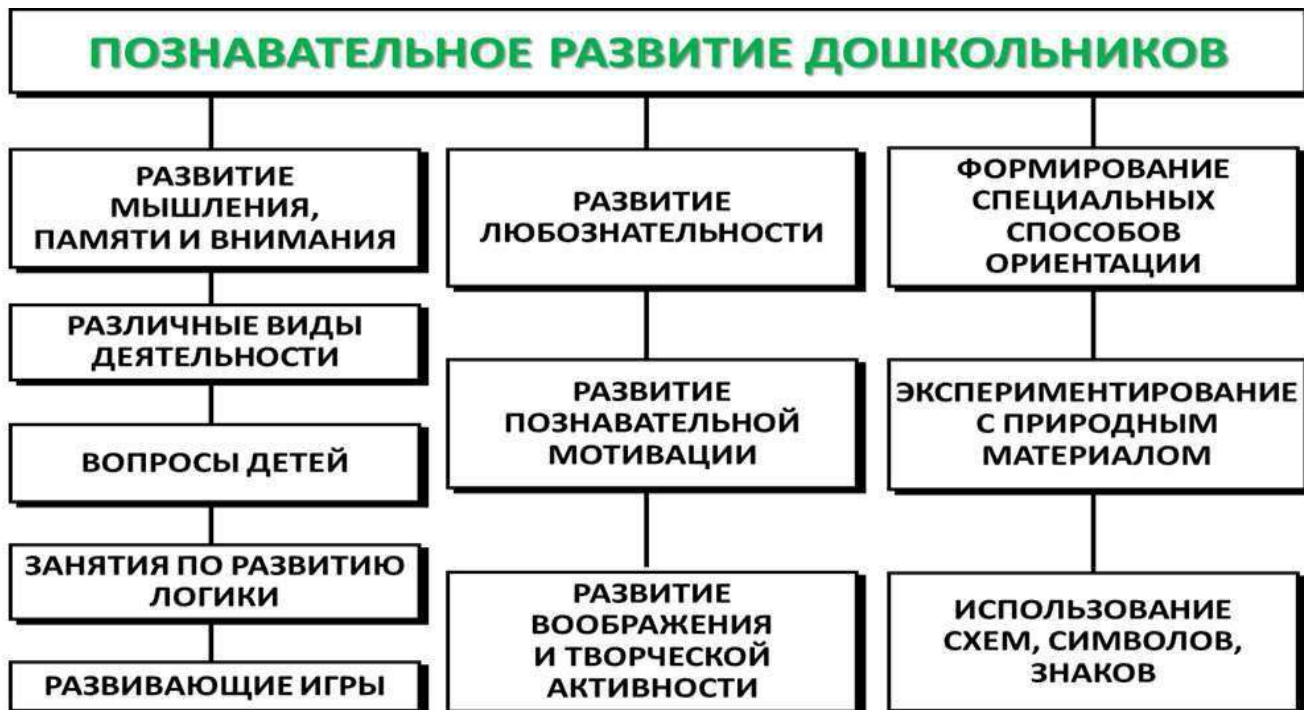 ПОЗНАВАТЕЛЬНОЕ РАЗВИТИЕ ДОШКОЛЬНИКОВ
РАЗВИТИЕ
МЫШЛЕНИЯ,
ПАМЯТИ И ВНИМАНИЯ
РАЗЛИЧНЫЕ ВИДЫ
ДЕЯТЕЛЬНОСТИ
ВОПРОСЫ ДЕТЕЙ
ЗАНЯТИЯ ПО РАЗВИТИЮ
ЛОГИКИ
РАЗВИВАЮЩИЕ ИГРЫ
РАЗВИТИЕ
ЛЮБОЗНАТЕЛЬНОСТИ
РАЗВИТИЕ
ПОЗНАВАТЕЛЬНОЙ
МОТИВАЦИИ
РАЗВИТИЕ
ВООБРАЖЕНИЯ
И ТВОРЧЕСКОЙ
АКТИВНОСТИ
ФОРМИРОВАНИЕ
СПЕЦИАЛЬНЫХ
СПОСОБОВ
ОРИЕНТАЦИИ
ЭКСПЕРИМЕНТИРОВАНИЕ
С ПРИРОДНЫМ
МАТЕРИАЛОМ
ИСПОЛЬЗОВАНИЕ
СХЕМ, СИМВОЛОВ,
ЗНАКОВ